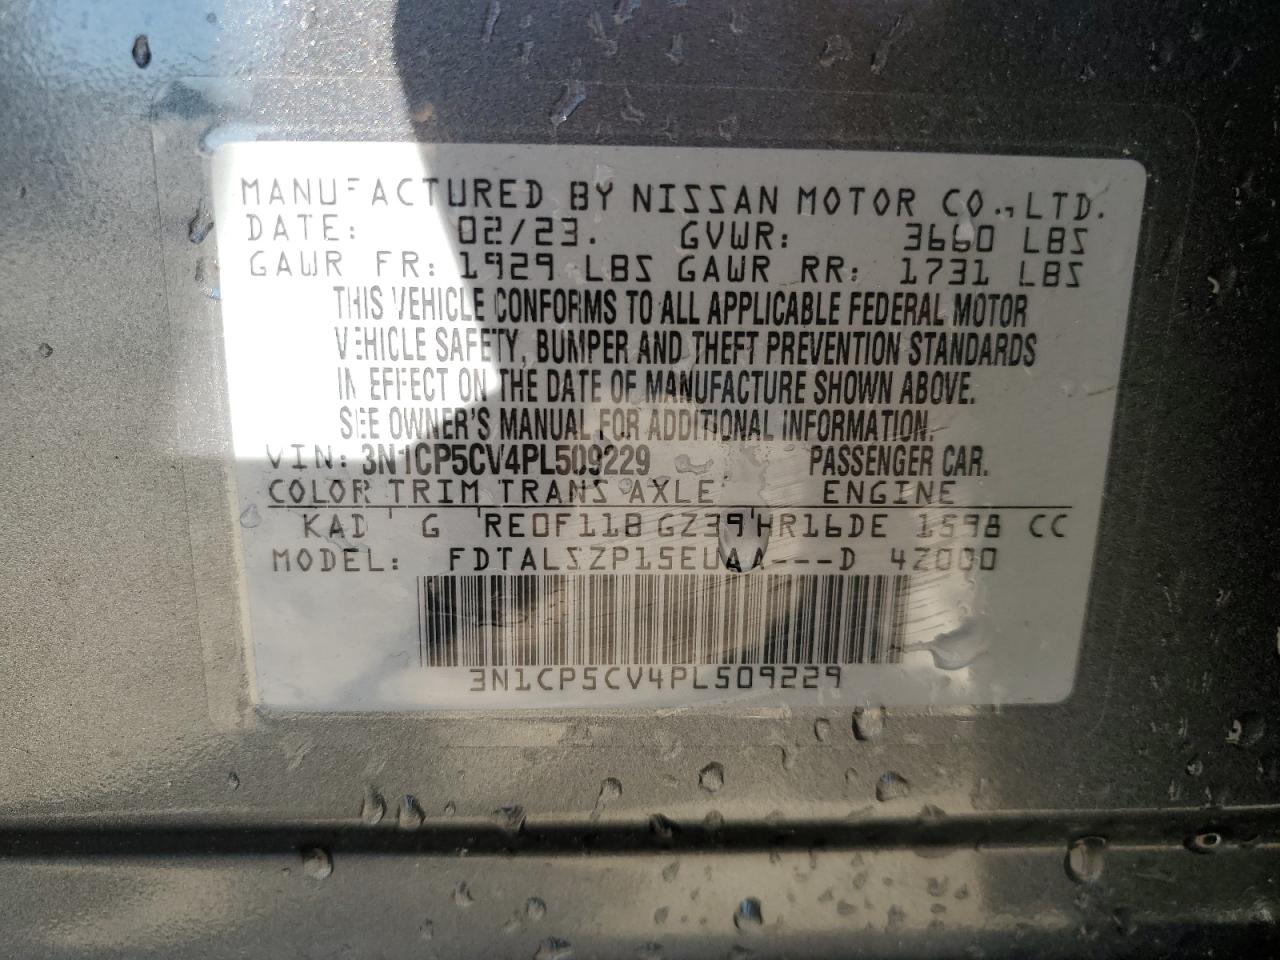 MANUFACTURED BY NISSAN MOTOR CO.,LTD.
DATE: 02/23. GVWR: 3660 LBS
GAWR FR: 1929 LBS GAWR RR: 1731 LBS
THIS VEHICLE CONFORMS TO ALL APPLICABLE FEDERAL MOTOR
VEHICLE SAFETY, BUMPER AND THEFT PREVENTION STANDARDS
IN EFFECT ON THE DATE OF MANUFACTURE SHOWN ABOVE.
SEE OWNER'S MANUAL FOR ADDITIONAL INFORMATION.
VIN: 3N1CP5CV4PL509229 PASSENGER CAR.
COLOR TRIM TRANS AXLE ENGINE
KAD G RE0F11B GZ39 HR16DE 1598 CC
MODEL: FDTALSZP15EUAA---D 4Z000
3N1CP5CV4PL509229